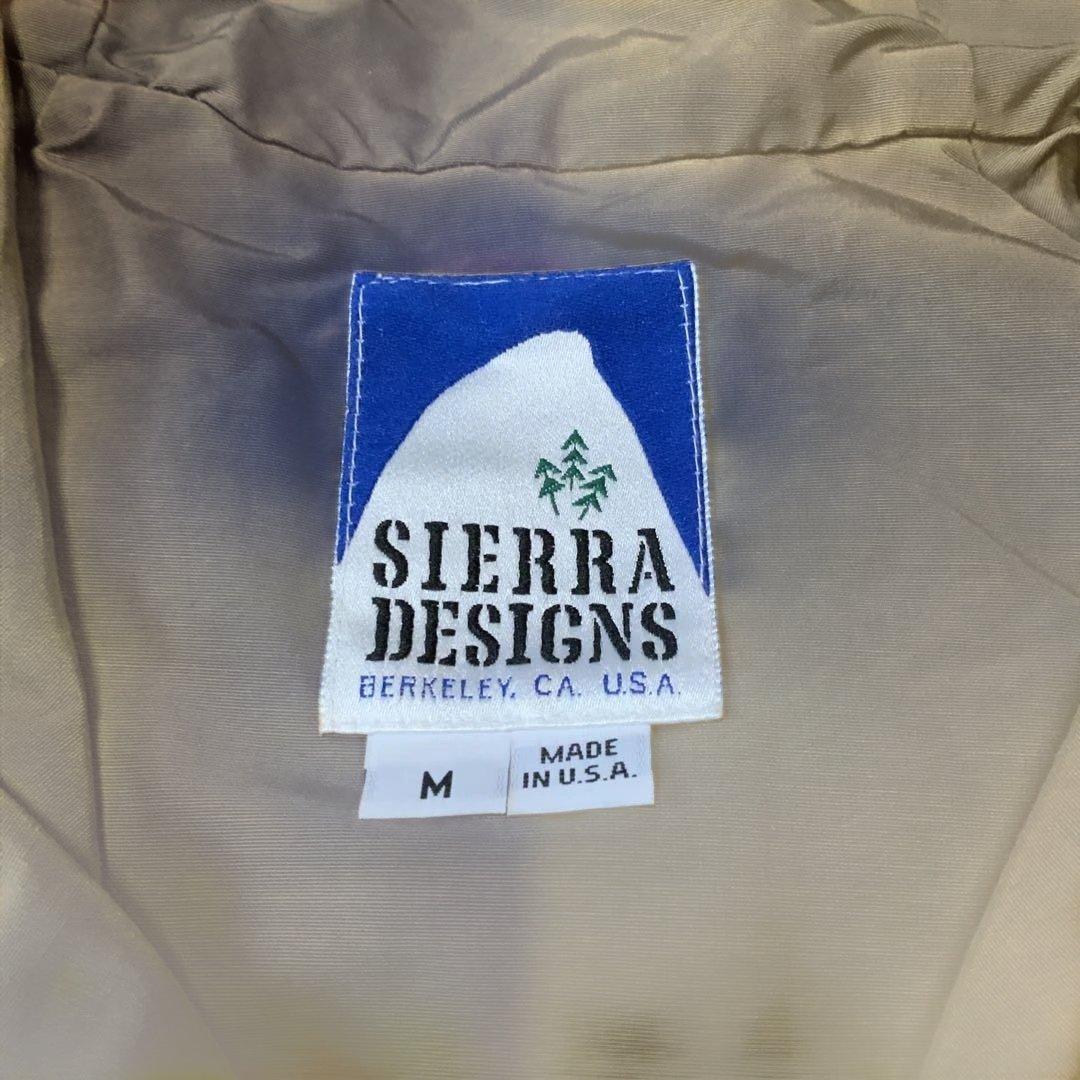 SIERRA
DESIGNS
BERKELEY, CA. U.S.A.
M
MADE
IN U.S.A.